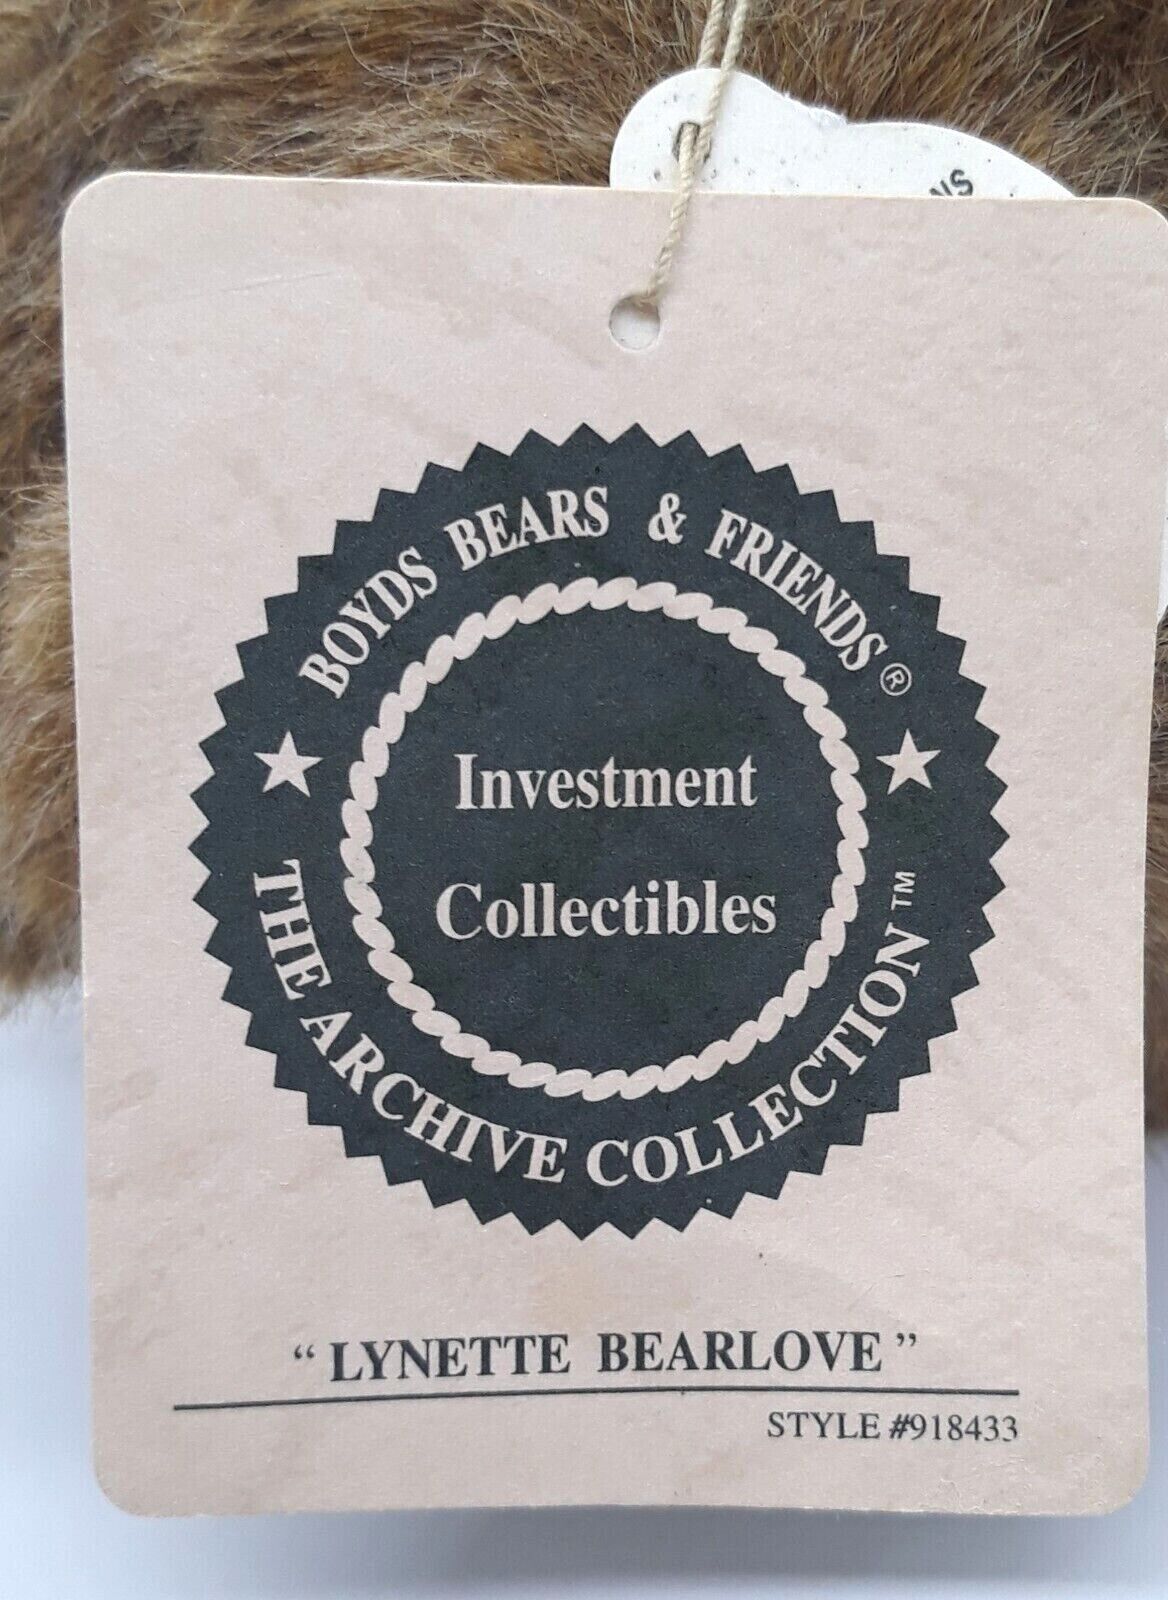 BOYDS BEARS & FRIENDS®
Investment
Collectibles
THE ARCHIVE COLLECTION™
“ LYNETTE BEARLOVE ”
STYLE #918433